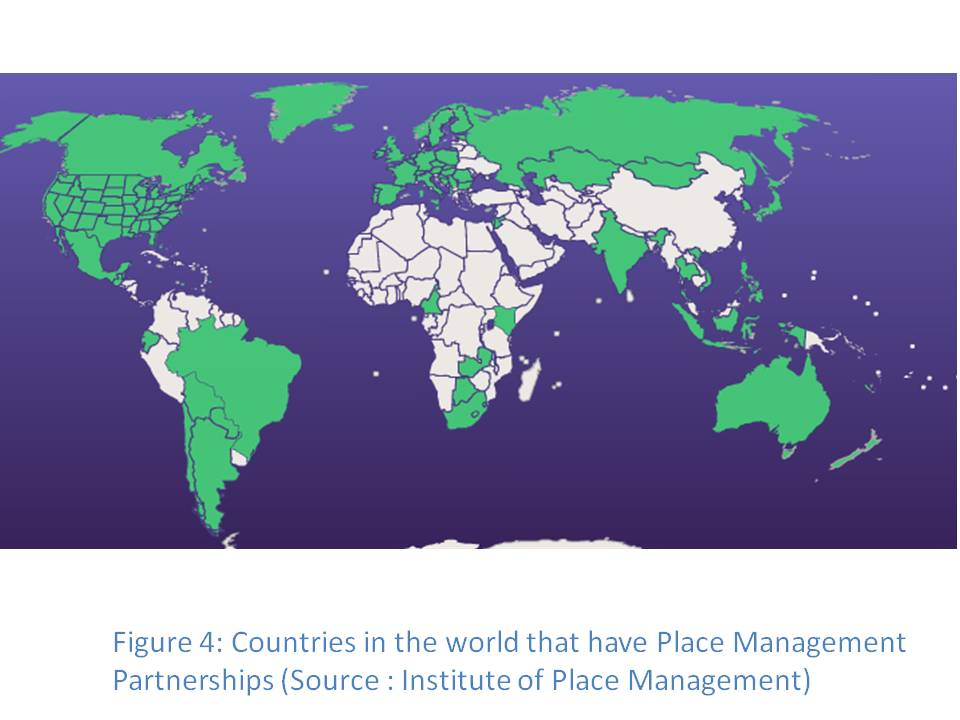 Figure 4: Countries in the world that have Place Management
Partnerships (Source : Institute of Place Management)